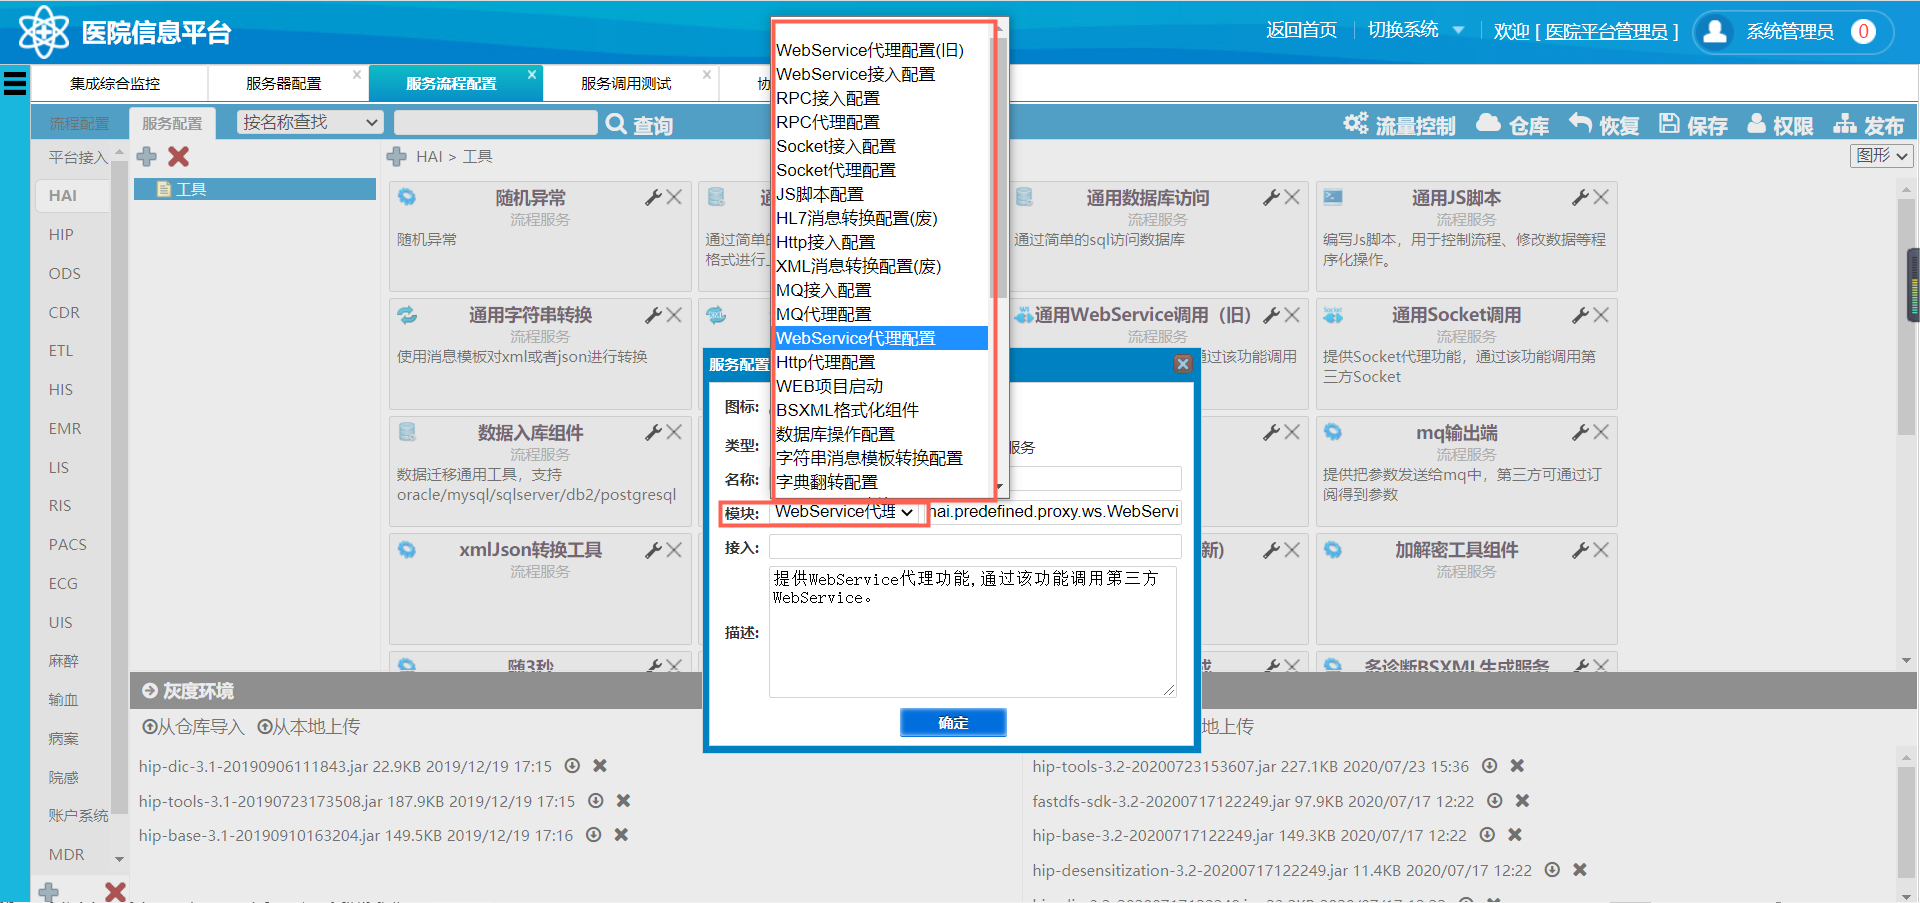 医院信息平台
返回首页
切换系统
欢迎 [ 医院平台管理员 ]
系统管理员
0
集成综合监控
服务器配置
服务流程配置
服务调用测试
协
流程配置
服务配置
按名称查找
查询
流量控制
仓库
恢复
保存
权限
发布
平台接入
HAI
HIP
ODS
CDR
ETL
HIS
EMR
LIS
RIS
PACS
ECG
UIS
麻醉
输血
病案
院感
账户系统
MDR
工具
HAI > 工具
图形
随机异常
流程服务
随机异常
通过简单的
格式进行
通用数据库访问
流程服务
通过简单的sql访问数据库
通用JS脚本
流程服务
编写Js脚本，用于控制流程、修改数据等程
序化操作。
通用字符串转换
流程服务
使用消息模板对xml或者json进行转换
通用WebService调用（旧）
流程服务
过该功能调用
通用Socket调用
流程服务
提供Socket代理功能，通过该功能调用第
三方Socket
数据入库组件
流程服务
数据迁移通用工具，支持
oracle/mysql/sqlserver/db2/postgresql
mq输出端
流程服务
提供把参数发送给mq中，第三方可通过订
阅得到参数
xmlJson转换工具
流程服务
新)
加解密工具组件
流程服务
随3秒
多诊断BSXML生成服务
WebService代理配置(旧)
WebService接入配置
RPC接入配置
RPC代理配置
Socket接入配置
Socket代理配置
JS脚本配置
HL7消息转换配置(废)
Http接入配置
XML消息转换配置(废)
MQ接入配置
MQ代理配置
WebService代理配置
Http代理配置
WEB项目启动
BSXML格式化组件
数据库操作配置
字符串消息模板转换配置
字典翻转配置
服务配置
图标:
类型:
服务
名称:
模块:
WebService代理
hai.predefined.proxy.ws.WebServi
接入:
描述:
提供WebService代理功能,通过该功能调用第三方
WebService。
确定
灰度环境
从仓库导入
从本地上传
地上传
hip-dic-3.1-20190906111843.jar 22.9KB 2019/12/19 17:15
hip-tools-3.1-20190723173508.jar 187.9KB 2019/12/19 17:15
hip-base-3.1-20190910163204.jar 149.5KB 2019/12/19 17:16
hip-tools-3.2-20200723153607.jar 227.1KB 2020/07/23 15:36
fastdfs-sdk-3.2-20200717122249.jar 97.9KB 2020/07/17 12:22
hip-base-3.2-20200717122249.jar 149.3KB 2020/07/17 12:22
hip-desensitization-3.2-20200717122249.jar 11.4KB 2020/07/17 12:22